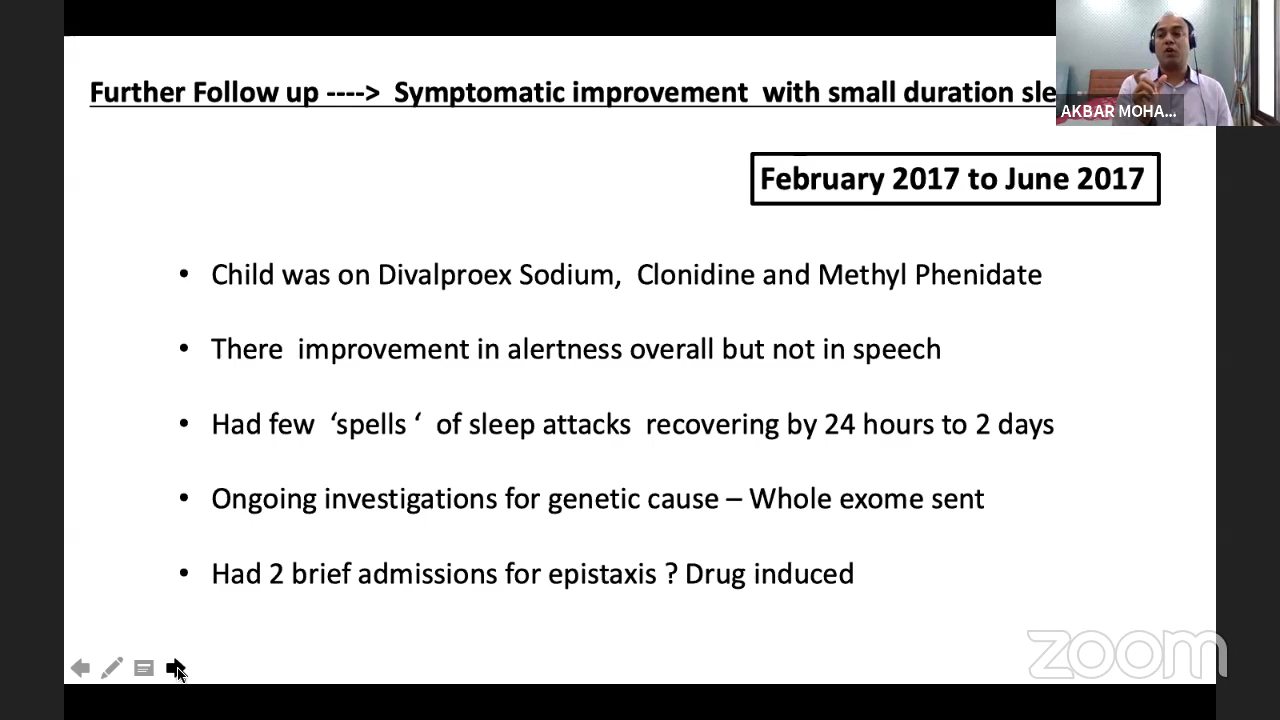 Further Follow up ----> Symptomatic improvement with small duration sle
AKBAR MOHA...
February 2017 to June 2017
• Child was on Divalproex Sodium, Clonidine and Methyl Phenidate
• There improvement in alertness overall but not in speech
• Had few ‘spells ‘ of sleep attacks recovering by 24 hours to 2 days
• Ongoing investigations for genetic cause – Whole exome sent
• Had 2 brief admissions for epistaxis ? Drug induced
zoom